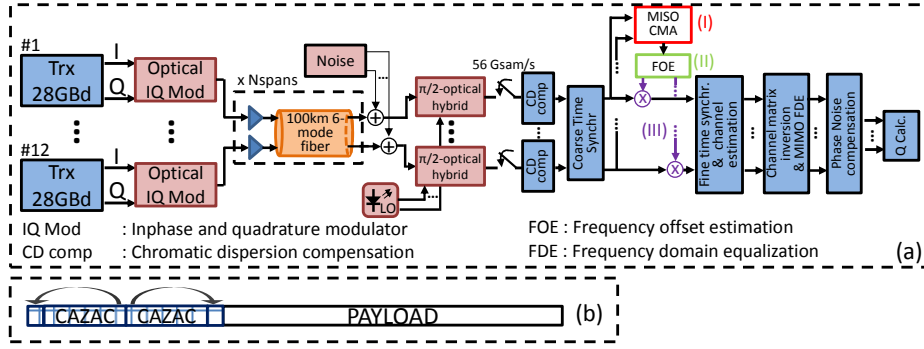 #1
Trx
28GBd
I
Q
Optical
IQ Mod
#12
Trx
28GBd
I
Q
Optical
IQ Mod
x Nspans
100km 6-
mode
fiber
Noise
π/2-optical
hybrid
π/2-optical
hybrid
LO
56 Gsam/s
CD
comp
CD
comp
Coarse Time
Synchr
MISO
CMA
(I)
FOE
(II)
(III)
X
X
Fine time synchr.
& channel
estimation
Channel matrix
inversion
& MIMO FDE
Phase Noise
compensation
Q Calc.
IQ Mod : Inphase and quadrature modulator
CD comp : Chromatic dispersion compensation
FOE : Frequency offset estimation
FDE : Frequency domain equalization
(a)
CAZAC CAZAC PAYLOAD (b)